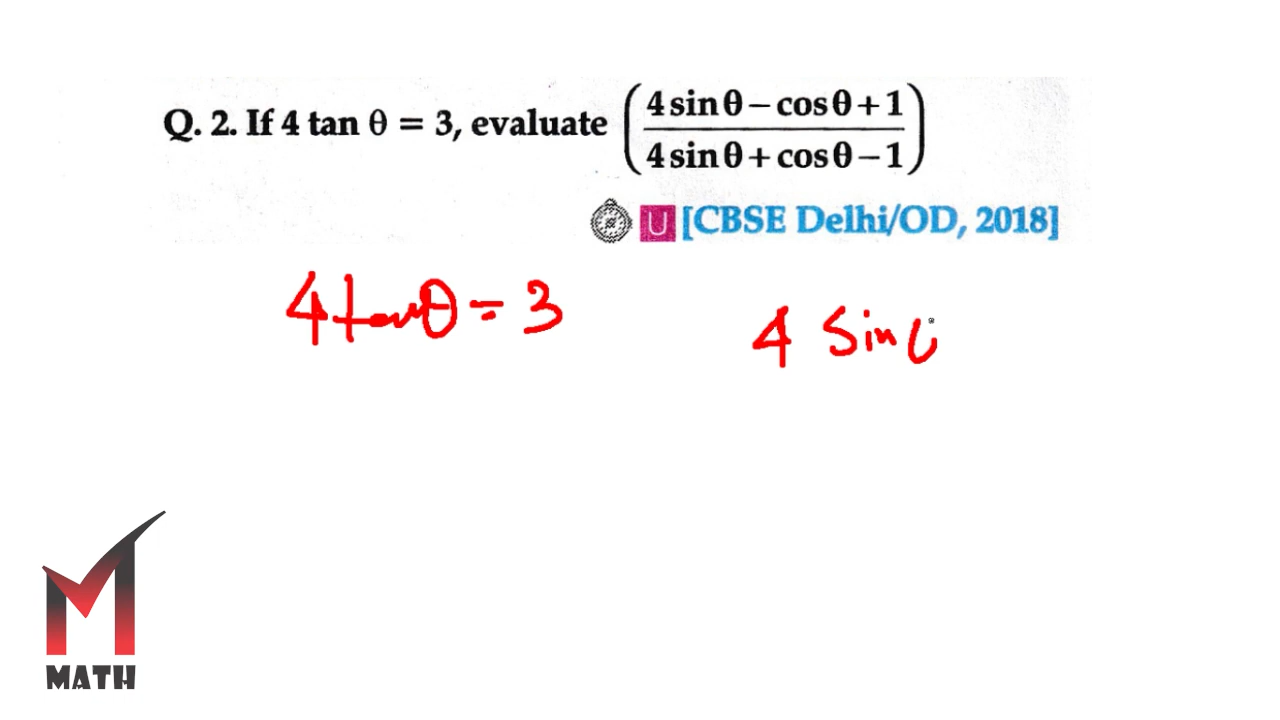 Q. 2. If 4 tan θ = 3, evaluate (4 sin θ − cos θ + 1 / 4 sin θ + cos θ − 1)
U [CBSE Delhi/OD, 2018]
4 tan θ = 3
4 Sin
MATH